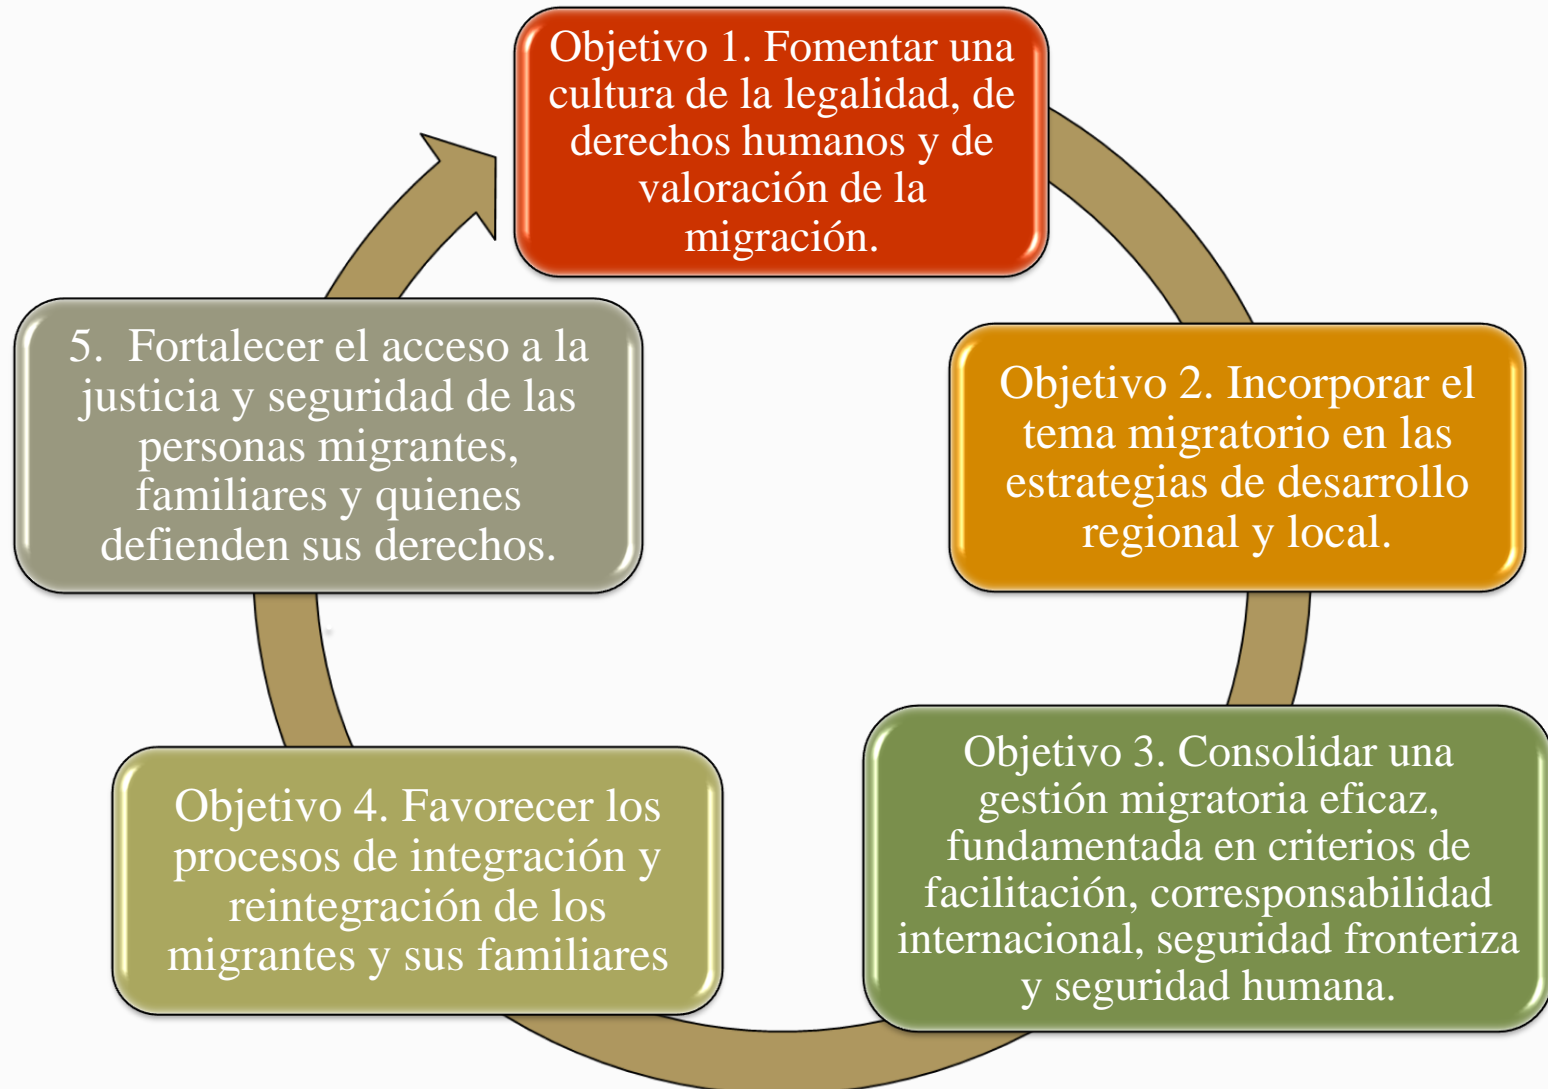 Objetivo 1. Fomentar una
cultura de la legalidad, de
derechos humanos y de
valoración de la
migración.
Objetivo 2. Incorporar el
tema migratorio en las
estrategias de desarrollo
regional y local.
Objetivo 3. Consolidar una
gestión migratoria eficaz,
fundamentada en criterios de
facilitación, corresponsabilidad
internacional, seguridad fronteriza
y seguridad humana.
Objetivo 4. Favorecer los
procesos de integración y
reintegración de los
migrantes y sus familiares
5.  Fortalecer el acceso a la
justicia y seguridad de las
personas migrantes,
familiares y quienes
defienden sus derechos.